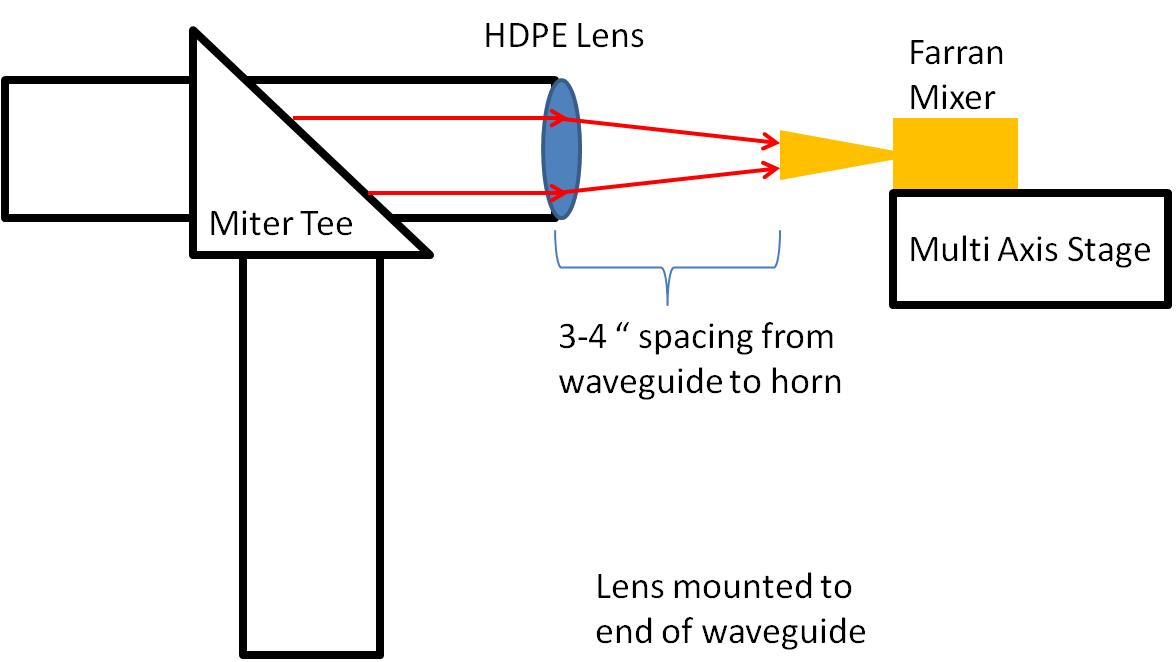 HDPE Lens
Farran
Mixer
Miter Tee
Multi Axis Stage
3-4 “ spacing from
waveguide to horn
Lens mounted to
end of waveguide